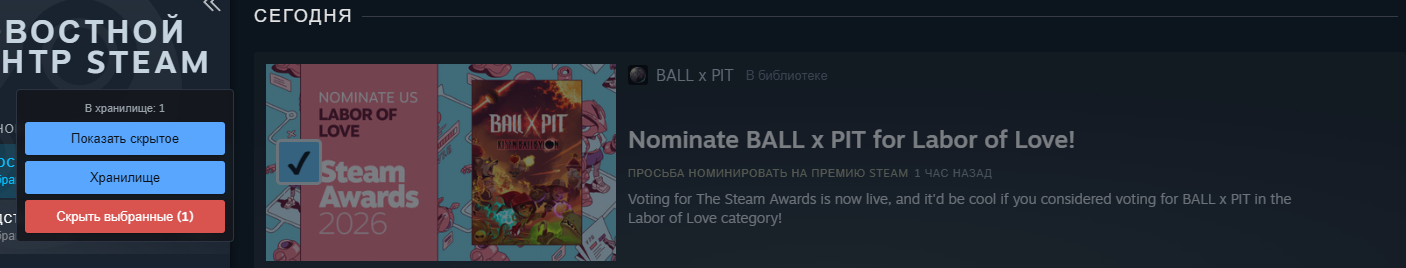 СЕГОДНЯ
ВОСТНОЙ
НТР STEAM
В хранилище: 1
Показать скрытое
Хранилище
Скрыть выбранные (1)
NOMINATE US
LABOR OF
LOVE
Steam
Awards
2026
BALL X PIT
BALL x PIT В библиотеке
Nominate BALL x PIT for Labor of Love!
ПРОСЬБА НОМИНИРОВАТЬ НА ПРЕМИЮ STEAM 1 ЧАС НАЗАД
Voting for The Steam Awards is now live, and it'd be cool if you considered voting for BALL x PIT in the
Labor of Love category!